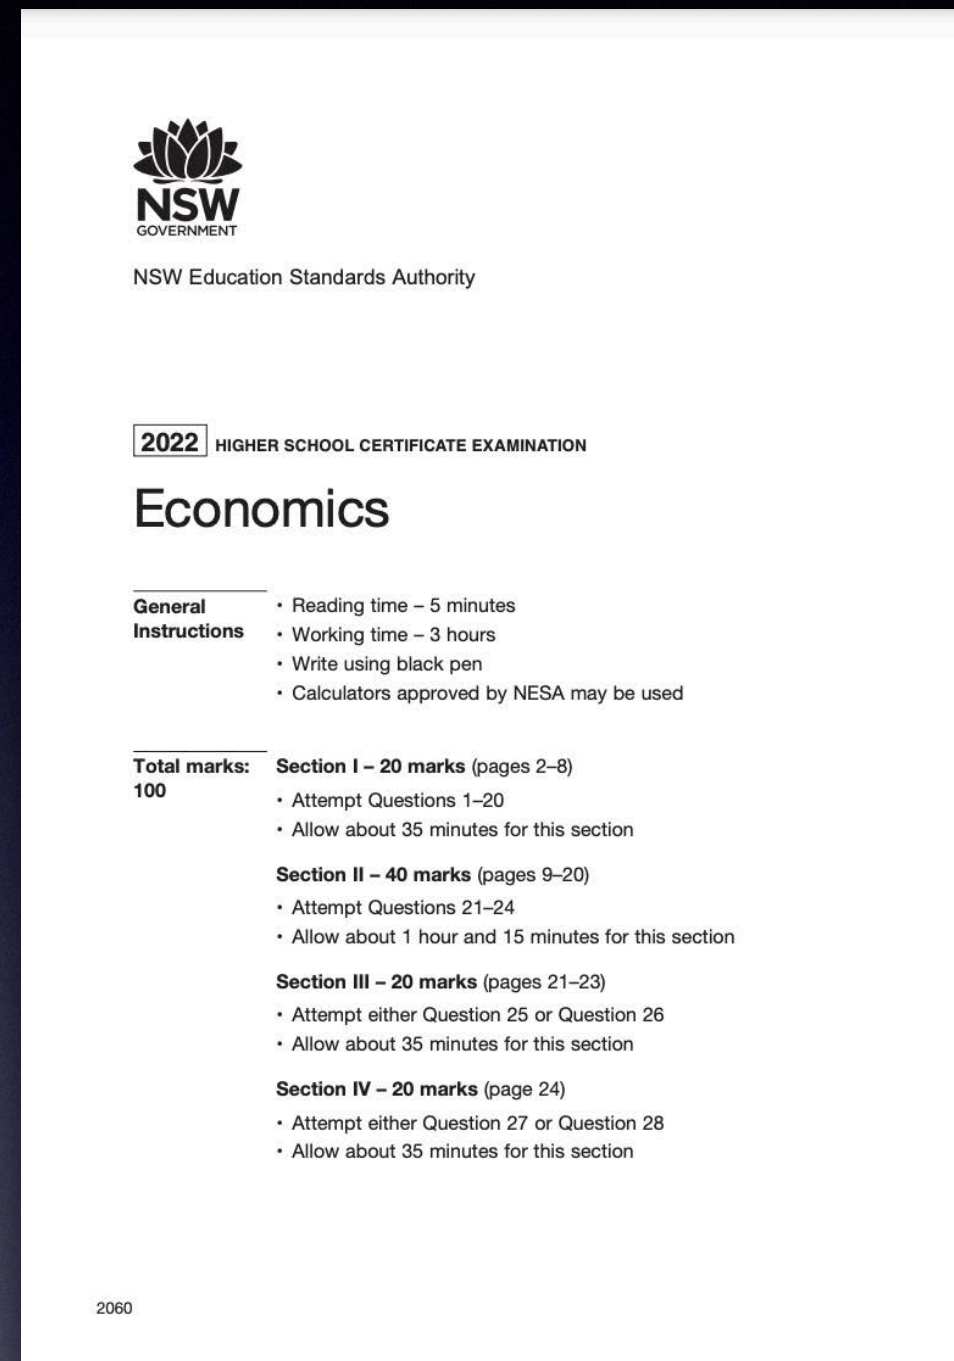 NSW
GOVERNMENT
NSW Education Standards Authority
2022 HIGHER SCHOOL CERTIFICATE EXAMINATION
Economics
General
Instructions
• Reading time – 5 minutes
• Working time – 3 hours
• Write using black pen
• Calculators approved by NESA may be used
Total marks:
100
Section I – 20 marks (pages 2–8)
• Attempt Questions 1–20
• Allow about 35 minutes for this section
Section II – 40 marks (pages 9–20)
• Attempt Questions 21–24
• Allow about 1 hour and 15 minutes for this section
Section III – 20 marks (pages 21–23)
• Attempt either Question 25 or Question 26
• Allow about 35 minutes for this section
Section IV – 20 marks (page 24)
• Attempt either Question 27 or Question 28
• Allow about 35 minutes for this section
2060